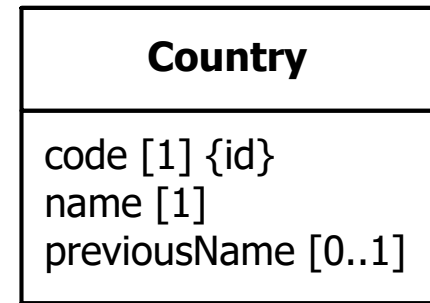 Country
code [1] {id}
name [1]
previousName [0..1]